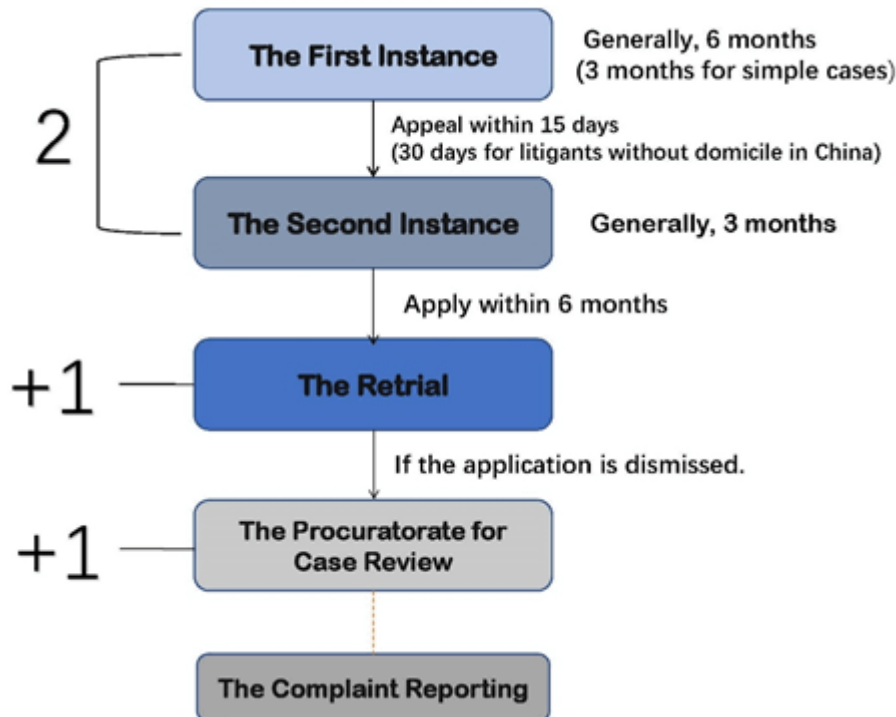 The First Instance
Generally, 6 months
(3 months for simple cases)
2
Appeal within 15 days
(30 days for litigants without domicile in China)
The Second Instance
Generally, 3 months
Apply within 6 months
+1
The Retrial
If the application is dismissed.
+1
The Procuratorate for
Case Review
The Complaint Reporting